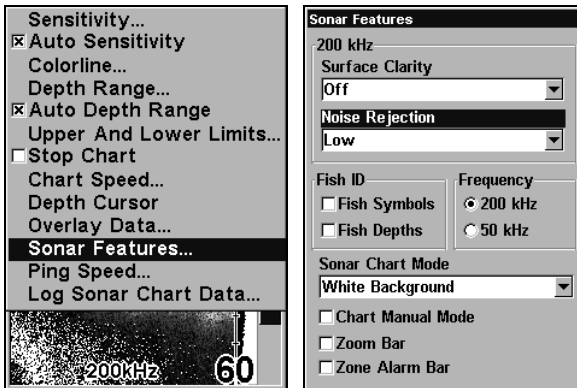 Sensitivity...
Auto Sensitivity
Colorline...
Depth Range...
Auto Depth Range
Upper And Lower Limits...
Stop Chart
Chart Speed...
Depth Cursor
Overlay Data...
Sonar Features...
Ping Speed...
Log Sonar Chart Data...
200kHz 60
Sonar Features
200 kHz
Surface Clarity
Off
Noise Rejection
Low
Fish ID
Fish Symbols
Fish Depths
Frequency
200 kHz
50 kHz
Sonar Chart Mode
White Background
Chart Manual Mode
Zoom Bar
Zone Alarm Bar